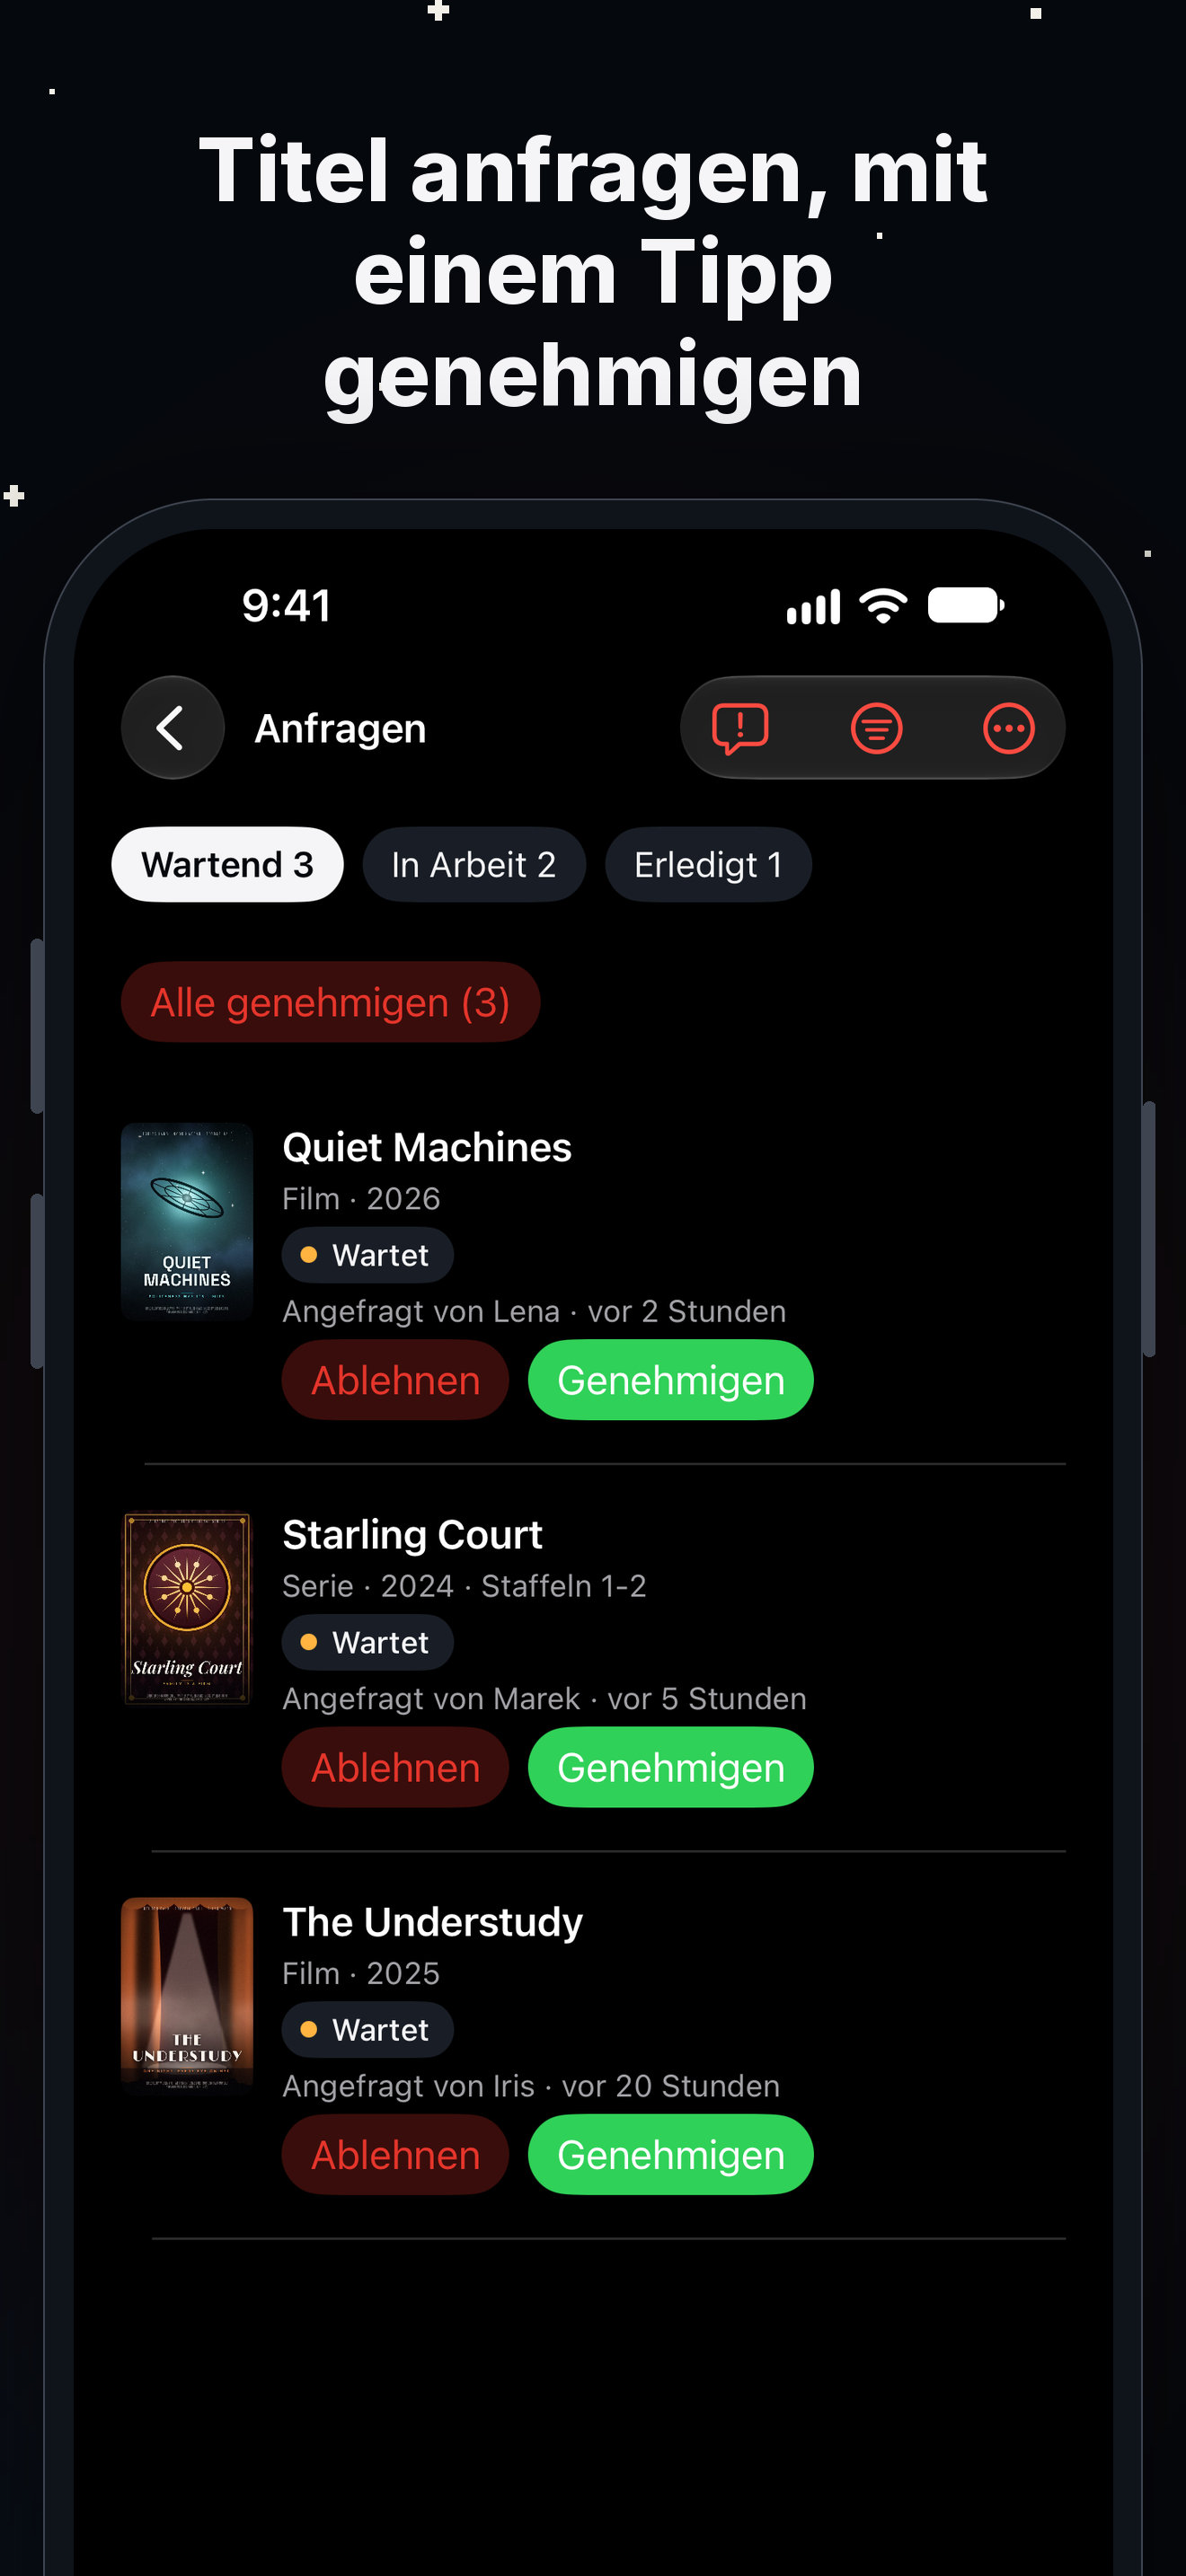 Titel anfragen, mit
einem Tipp
genehmigen
9:41
Anfragen
Wartend 3
In Arbeit 2
Erledigt 1
Alle genehmigen (3)
QUIET
MACHINES
Quiet Machines
Film · 2026
Wartet
Angefragt von Lena · vor 2 Stunden
Ablehnen
Genehmigen
Starling Court
Starling Court
Serie · 2024 · Staffeln 1-2
Wartet
Angefragt von Marek · vor 5 Stunden
Ablehnen
Genehmigen
THE
UNDERSTUDY
The Understudy
Film · 2025
Wartet
Angefragt von Iris · vor 20 Stunden
Ablehnen
Genehmigen